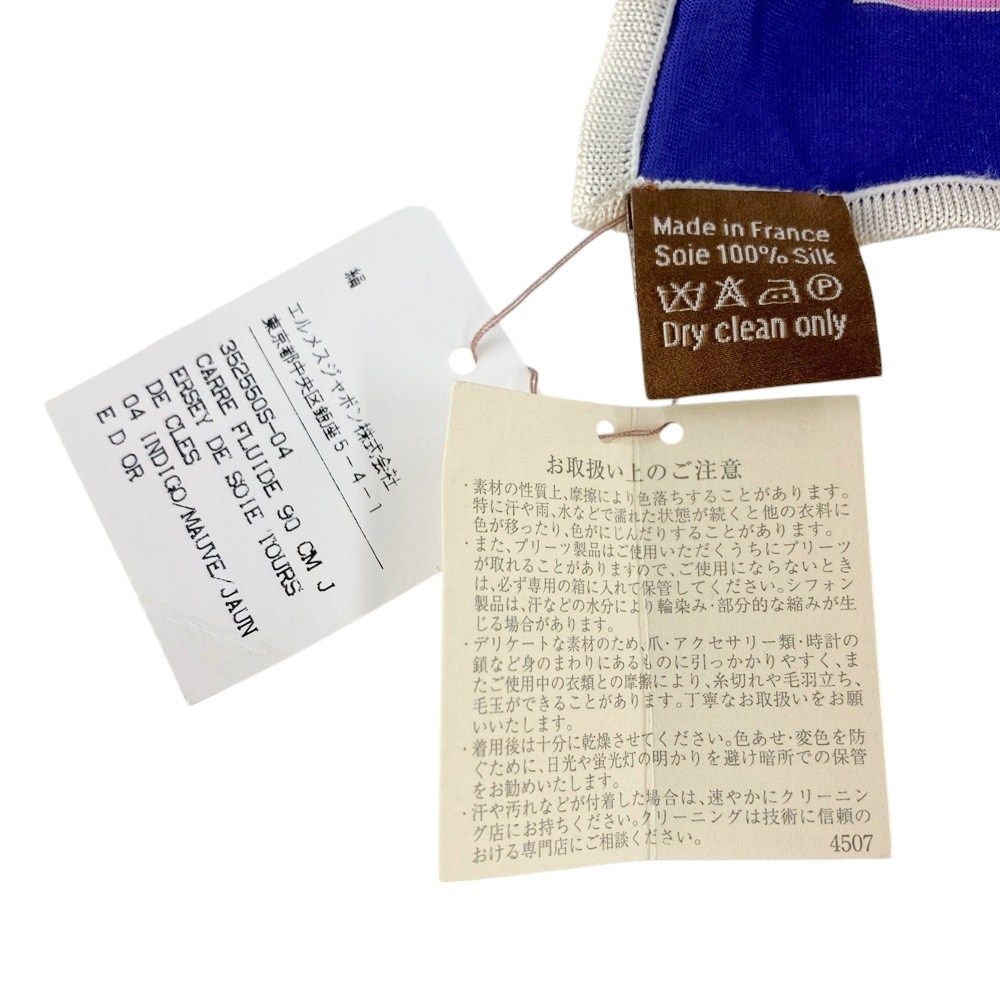 Made in France
Soie 100% Silk
Dry clean only
絹
エルメスジャポン株式会社
東京都中央区銀座5-4-1
352550S-04
CARRE FLUIDE 90 CM J
ERSEY DE SOIE TOURS
DE CLES
04 INDIGO/MAUVE/JAUN
E D OR
お取扱い上のご注意
・素材の性質上、摩擦により色落ちすることがあります。
特に汗や雨、水などで濡れた状態が続くと他の衣料に
色が移ったり、色がにじんだりすることがあります。
・また、プリーツ製品はご使用いただくうちにプリーツ
が取れることがありますので、ご使用にならないとき
は、必ず専用の箱に入れて保管してください。シフォン
製品は、汗などの水分により輪染み・部分的な縮みが生
じる場合があります。
・デリケートな素材のため、爪・アクセサリー類・時計の
鎖など身のまわりにあるものに引っかかりやすく、ま
たご使用中の衣類との摩擦により、糸切れや毛羽立ち、
毛玉ができることがあります。丁寧なお取扱いをお願
いいたします。
・着用後は十分に乾燥させてください。色あせ・変色を防
ぐために、日光や蛍光灯の明かりを避け暗所での保管
をお勧めいたします。
・汗や汚れなどが付着した場合は、速やかにクリーニン
グ店にお持ちください。クリーニングは技術に信頼の
おける専門店にご相談ください。
4507